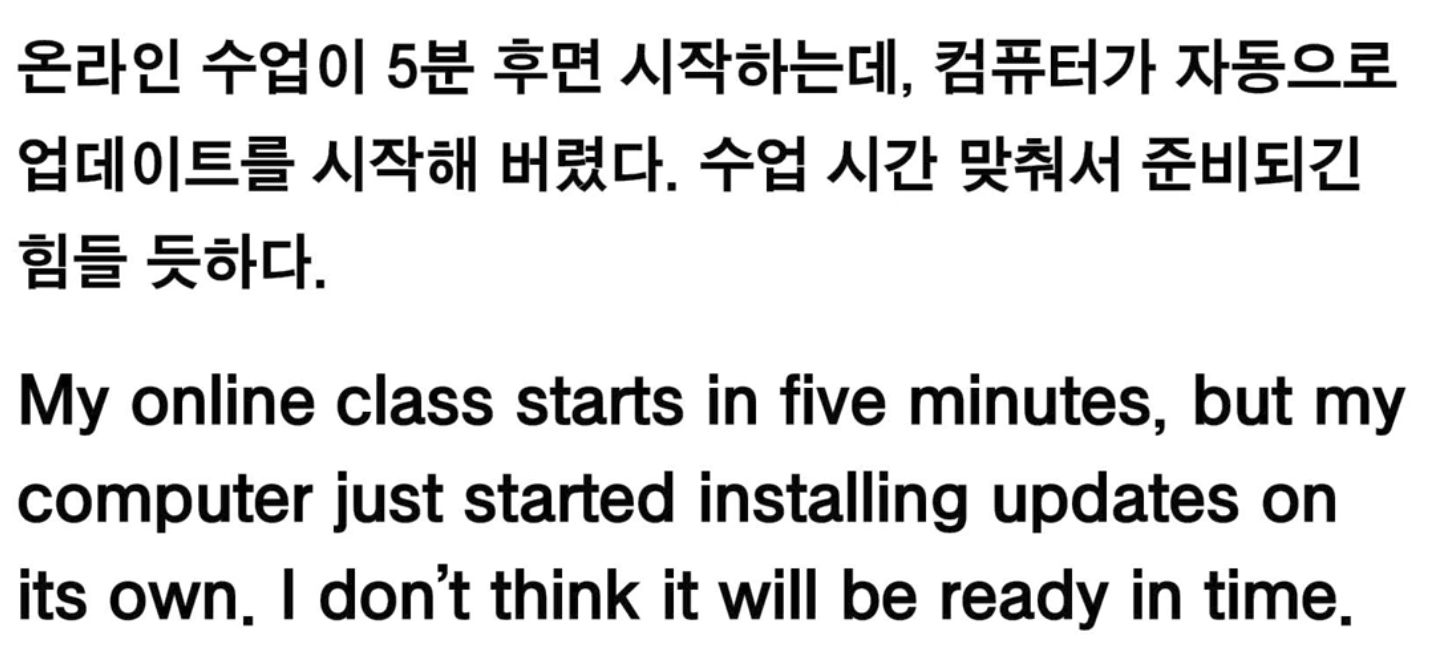 온라인 수업이 5분 후면 시작하는데, 컴퓨터가 자동으로
업데이트를 시작해 버렸다. 수업 시간 맞춰서 준비되긴
힘들 듯하다.
My online class starts in five minutes, but my
computer just started installing updates on
its own. I don’t think it will be ready in time.